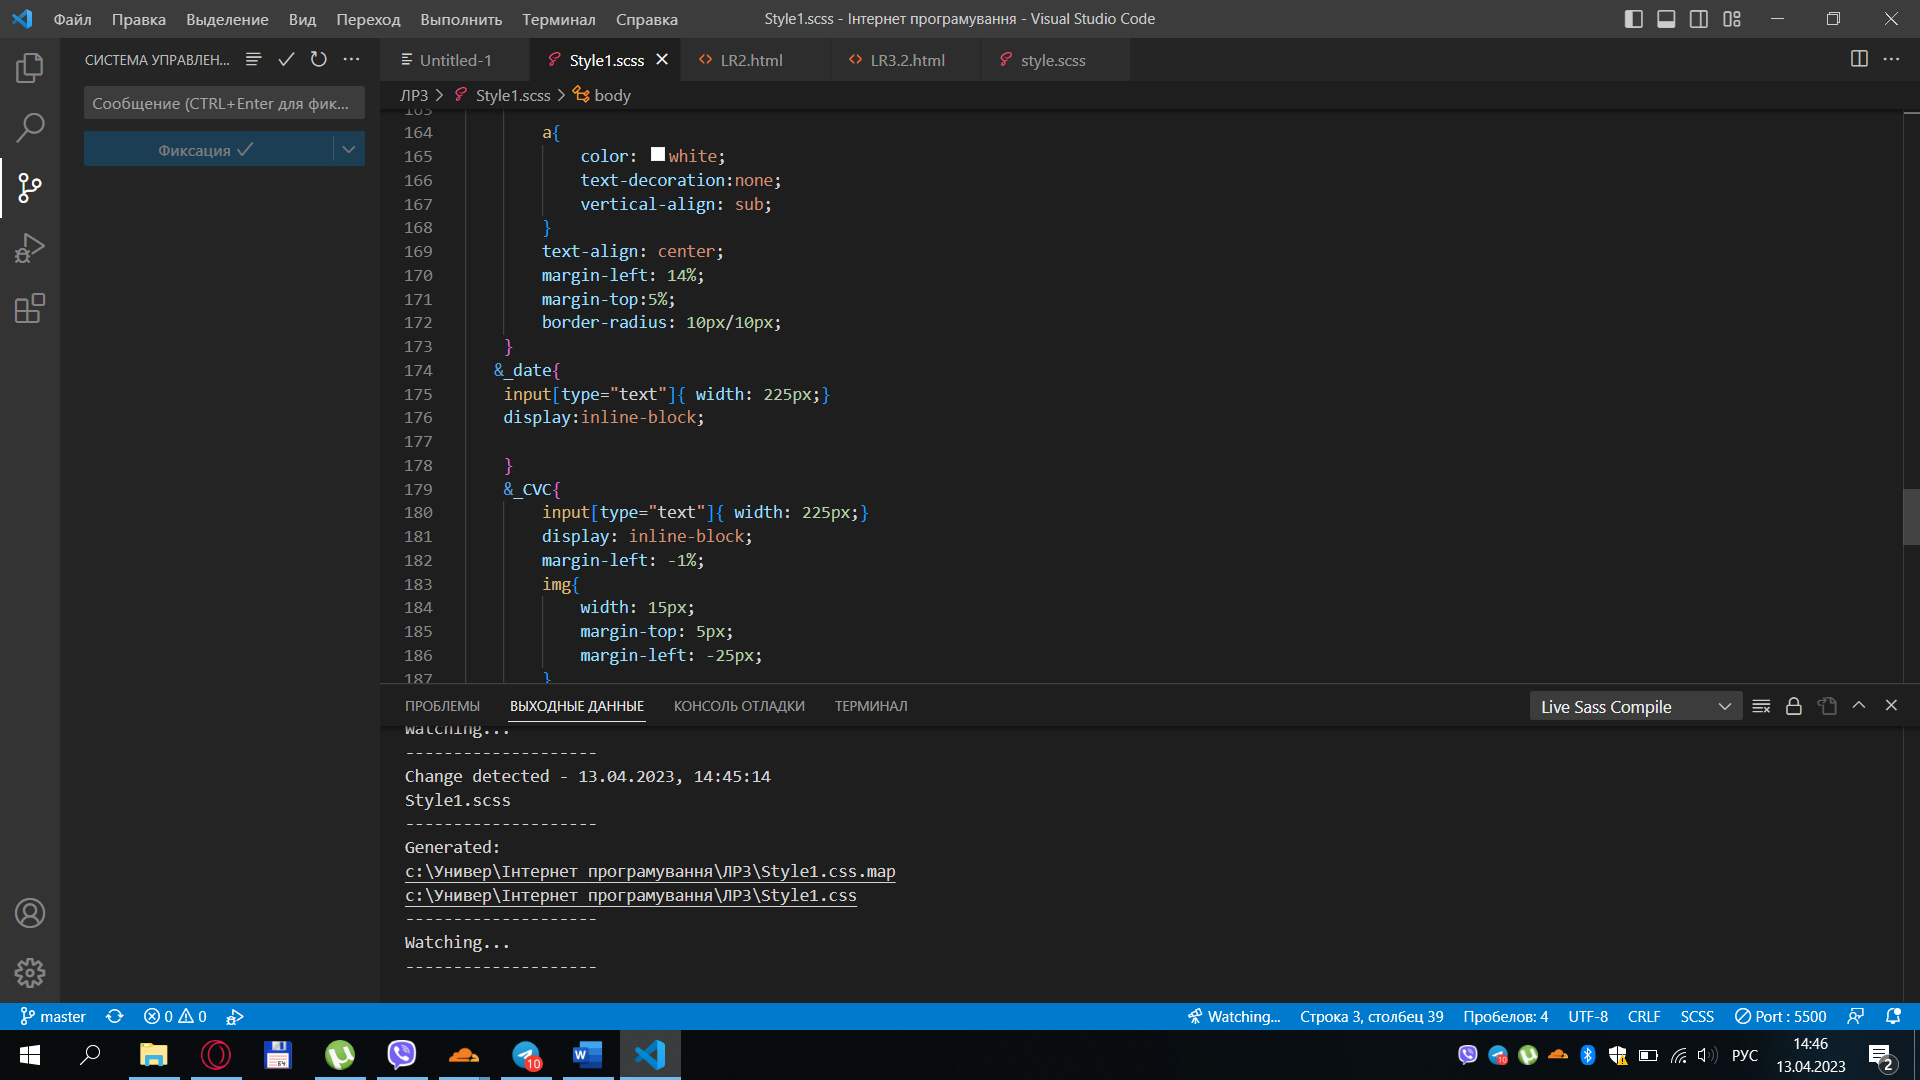 Файл Правка Выделение Вид Переход Выполнить Терминал Справка
Style1.scss - Інтернет програмування - Visual Studio Code
СИСТЕМА УПРАВЛЕН...
Сообщение (CTRL+Enter для фик...
Фиксация
Untitled-1 Style1.scss LR2.html LR3.2.html style.scss
ЛР3 > Style1.scss > body
163
164 a{
165 color: white;
166 text-decoration:none;
167 vertical-align: sub;
168 }
169 text-align: center;
170 margin-left: 14%;
171 margin-top:5%;
172 border-radius: 10px/10px;
173 }
174 &_date{
175 input[type="text"]{ width: 225px;}
176 display:inline-block;
177
178 }
179 &_CVC{
180 input[type="text"]{ width: 225px;}
181 display: inline-block;
182 margin-left: -1%;
183 img{
184 width: 15px;
185 margin-top: 5px;
186 margin-left: -25px;
187 }
ПРОБЛЕМЫ ВЫХОДНЫЕ ДАННЫЕ КОНСОЛЬ ОТЛАДКИ ТЕРМИНАЛ
Live Sass Compile
Watching...
--------------------
Change detected - 13.04.2023, 14:45:14
Style1.scss
--------------------
Generated:
c:\Универ\Інтернет програмування\ЛР3\Style1.css.map
c:\Универ\Інтернет програмування\ЛР3\Style1.css
--------------------
Watching...
--------------------
master 0 0
Watching... Строка 3, столбец 39 Пробелов: 4 UTF-8 CRLF SCSS Port : 5500
64 10 W
10 РУС
14:46
13.04.2023
2